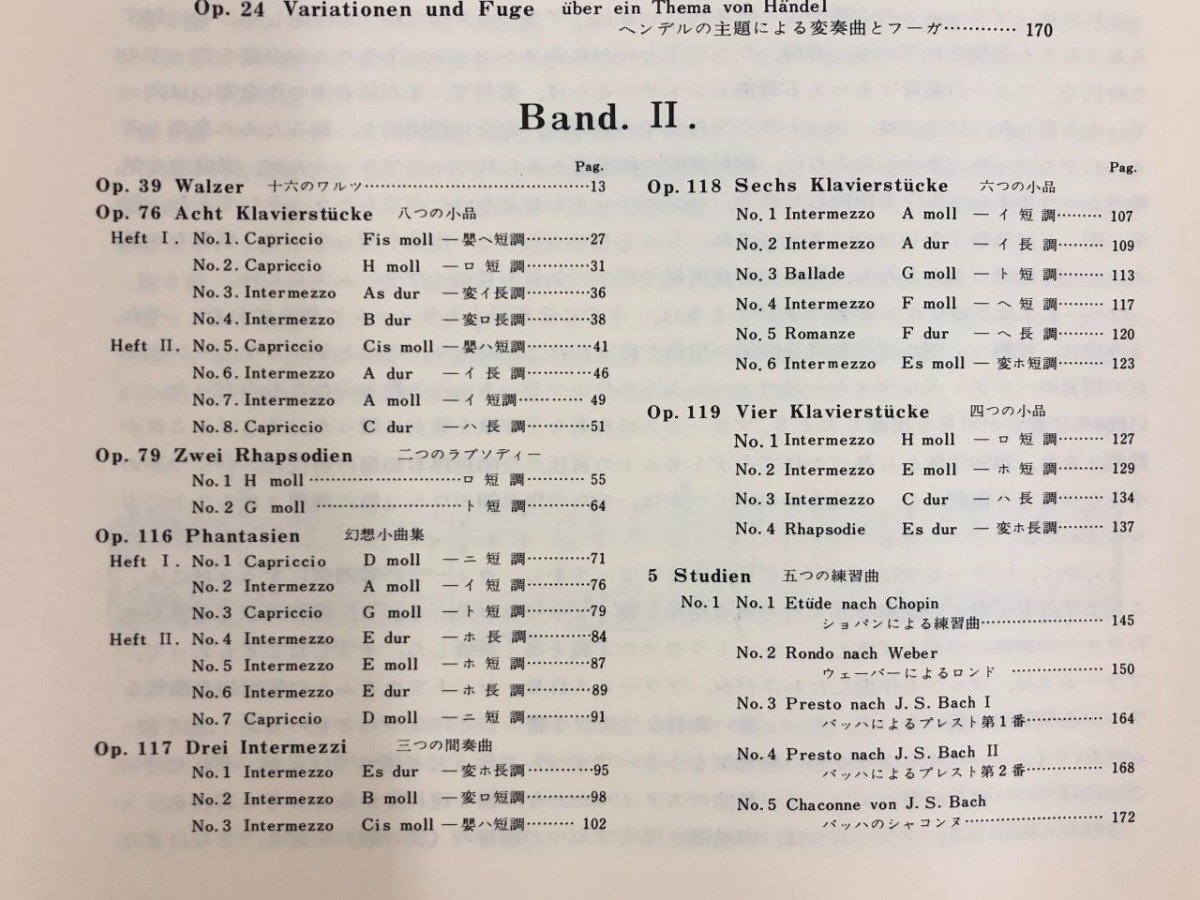 Op. 24 Variationen und Fuge über ein Thema von Händel
ヘンデルの主題による変奏曲とフーガ………… 170
Band. II.
Pag.
Op. 39 Walzer 十六のワルツ……………………………………13
Op. 76 Acht Klavierstücke 八つの小品
Heft I. No.1. Capriccio Fis moll —嬰ヘ短調…………27
No.2. Capriccio H moll —ロ 短 調…………31
No.3. Intermezzo As dur —変イ長調…………36
No.4. Intermezzo B dur —変ロ長調…………38
Heft II. No.5. Capriccio Cis moll —嬰ハ短調…………41
No.6. Intermezzo A dur —イ 長 調…………46
No.7. Intermezzo A moll —イ 短調………… 49
No.8. Capriccio C dur —ハ 長 調…………51
Op. 79 Zwei Rhapsodien 二つのラプソディー
No.1 H moll ………………………ロ 短 調………… 55
No.2 G moll ………………………ト 短 調…………64
Op. 116 Phantasien 幻想小曲集
Heft I. No.1 Capriccio D moll —ニ 短 調…………71
No.2 Intermezzo A moll —イ 短 調…………76
No.3 Capriccio G moll —ト 短 調…………79
Heft II. No.4 Intermezzo E dur —ホ 長 調…………84
No.5 Intermezzo E moll —ホ 短 調…………87
No.6 Intermezzo E dur —ホ 長 調…………89
No.7 Capriccio D moll —ニ 短 調…………91
Op. 117 Drei Intermezzi 三つの間奏曲
No.1 Intermezzo Es dur —変ホ長調…………95
No.2 Intermezzo B moll —変ロ短調…………98
No.3 Intermezzo Cis moll —嬰ハ短調……… 102
Pag.
Op. 118 Sechs Klavierstücke 六つの小品
No.1 Intermezzo A moll —イ 短 調……… 107
No.2 Intermezzo A dur —イ 長 調……… 109
No.3 Ballade G moll —ト 短 調……… 113
No.4 Intermezzo F moll —ヘ 短 調……… 117
No.5 Romanze F dur —ヘ 長 調……… 120
No.6 Intermezzo Es moll —変ホ短調……… 123
Op. 119 Vier Klavierstücke 四つの小品
No.1 Intermezzo H moll —ロ 短 調……… 127
No.2 Intermezzo E moll —ホ 短 調……… 129
No.3 Intermezzo C dur —ハ 長 調……… 134
No.4 Rhapsodie Es dur —変ホ長調……… 137
5 Studien 五つの練習曲
No.1 No.1 Etüde nach Chopin
ショパンによる練習曲………………… 145
No.2 Rondo nach Weber
ウェーバーによるロンド …………… 150
No.3 Presto nach J. S. Bach I
バッハによるプレスト第1番………… 164
No.4 Presto nach J. S. Bach II
バッハによるプレスト第2番………… 168
No.5 Chaconne von J. S. Bach
バッハのシャコンヌ…………………… 172